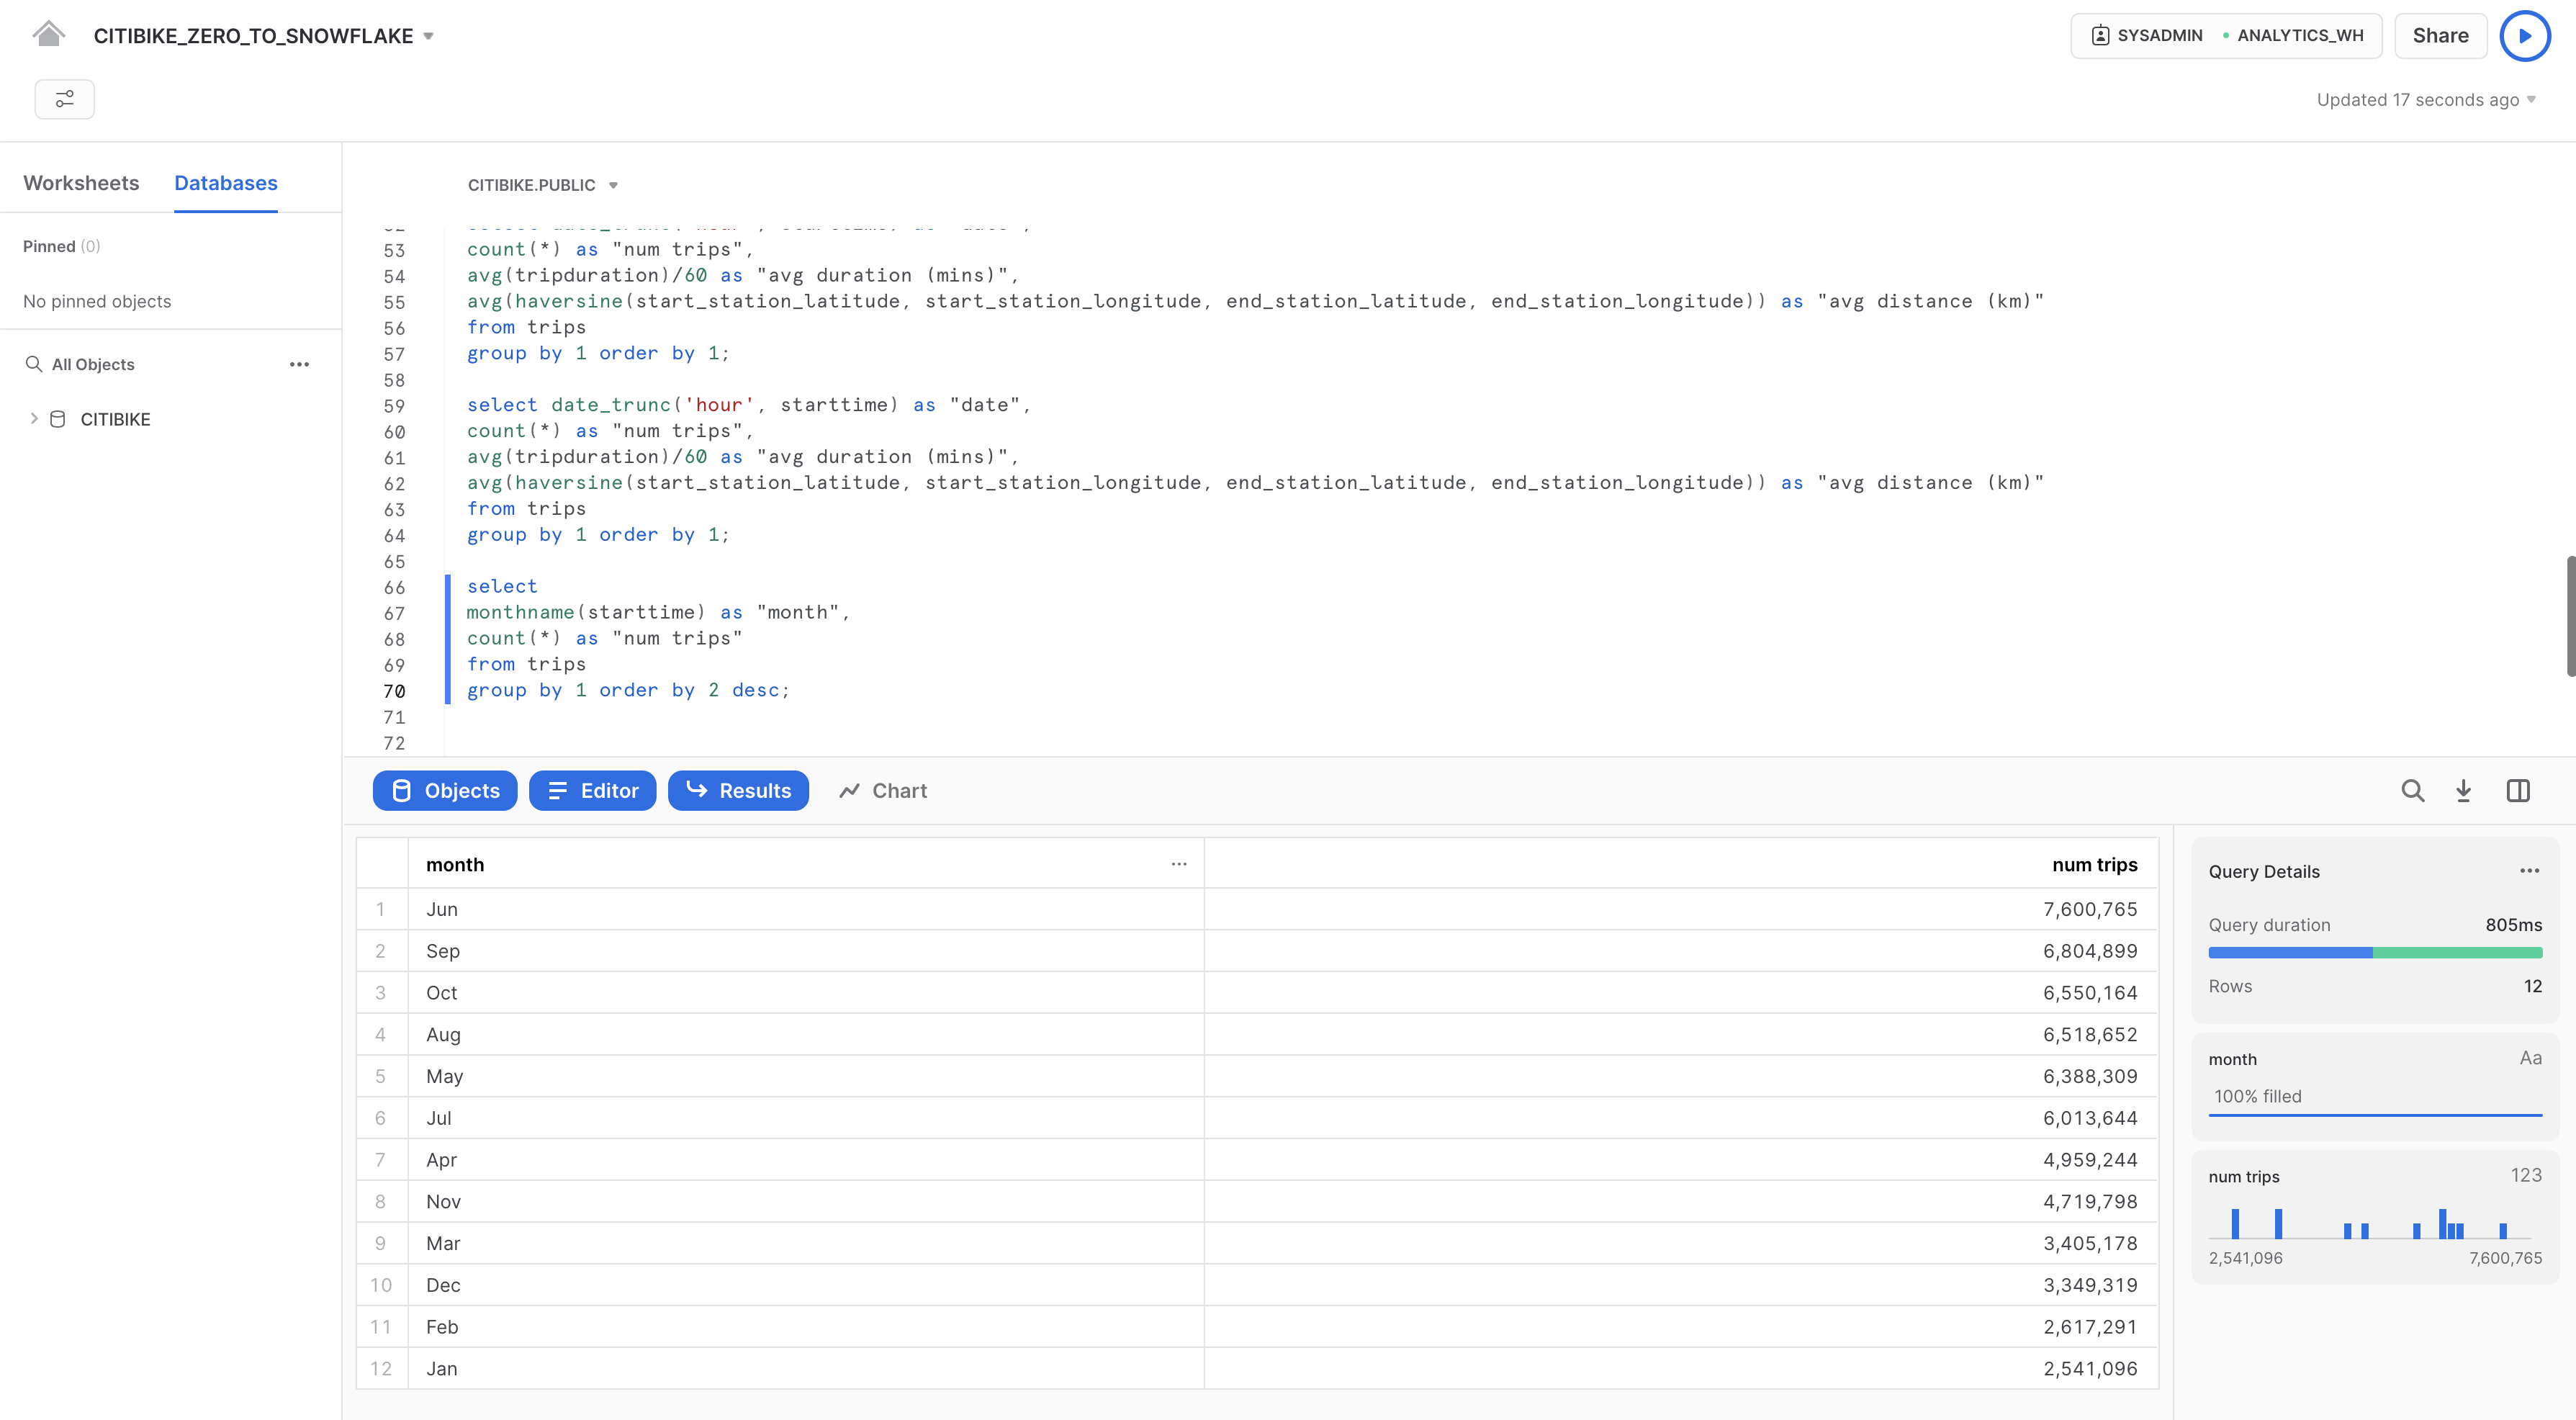 CITIBIKE_ZERO_TO_SNOWFLAKE
SYSADMIN ANALYTICS_WH
Share
Updated 17 seconds ago
Worksheets Databases
Pinned (0)
No pinned objects
All Objects
CITIBIKE
CITIBIKE.PUBLIC
53 count(*) as "num trips",
54 avg(tripduration)/60 as "avg duration (mins)",
55 avg(haversine(start_station_latitude, start_station_longitude, end_station_latitude, end_station_longitude)) as "avg distance (km)"
56 from trips
57 group by 1 order by 1;
58
59 select date_trunc('hour', starttime) as "date",
60 count(*) as "num trips",
61 avg(tripduration)/60 as "avg duration (mins)",
62 avg(haversine(start_station_latitude, start_station_longitude, end_station_latitude, end_station_longitude)) as "avg distance (km)"
63 from trips
64 group by 1 order by 1;
65
66 select
67 monthname(starttime) as "month",
68 count(*) as "num trips"
69 from trips
70 group by 1 order by 2 desc;
71
72
Objects Editor Results Chart
month num trips
1 Jun 7,600,765
2 Sep 6,804,899
3 Oct 6,550,164
4 Aug 6,518,652
5 May 6,388,309
6 Jul 6,013,644
7 Apr 4,959,244
8 Nov 4,719,798
9 Mar 3,405,178
10 Dec 3,349,319
11 Feb 2,617,291
12 Jan 2,541,096
Query Details
Query duration 805ms
Rows 12
month Aa
100% filled
num trips 123
2,541,096 7,600,765